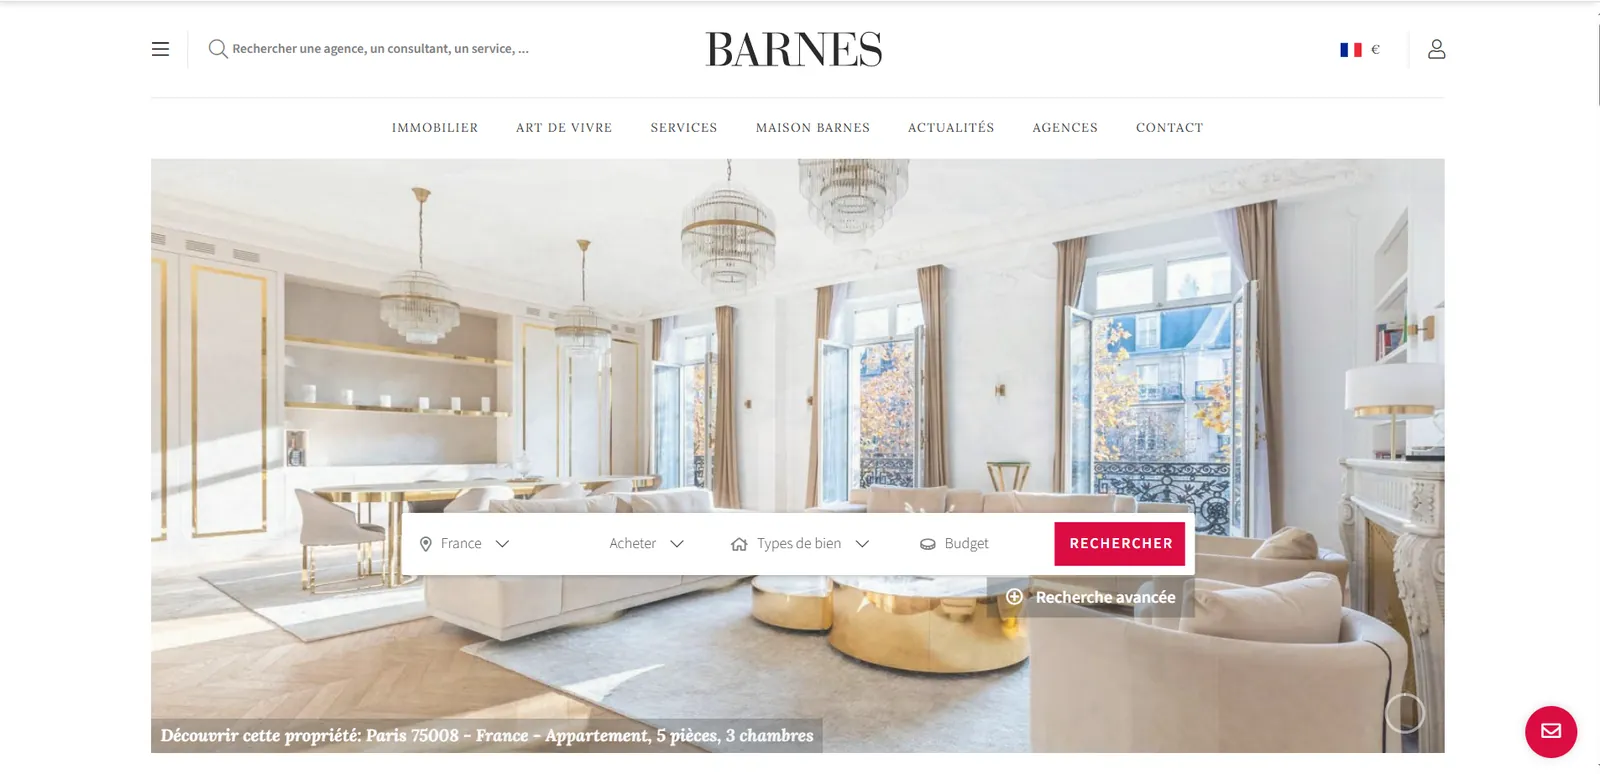 Rechercher une agence, un consultant, un service, ...
BARNES
€
IMMOBILIER
ART DE VIVRE
SERVICES
MAISON BARNES
ACTUALITÉS
AGENCES
CONTACT
France
Acheter
Types de bien
Budget
RECHERCHER
Recherche avancée
Découvrir cette propriété: Paris 75008 - France - Appartement, 5 pièces, 3 chambres